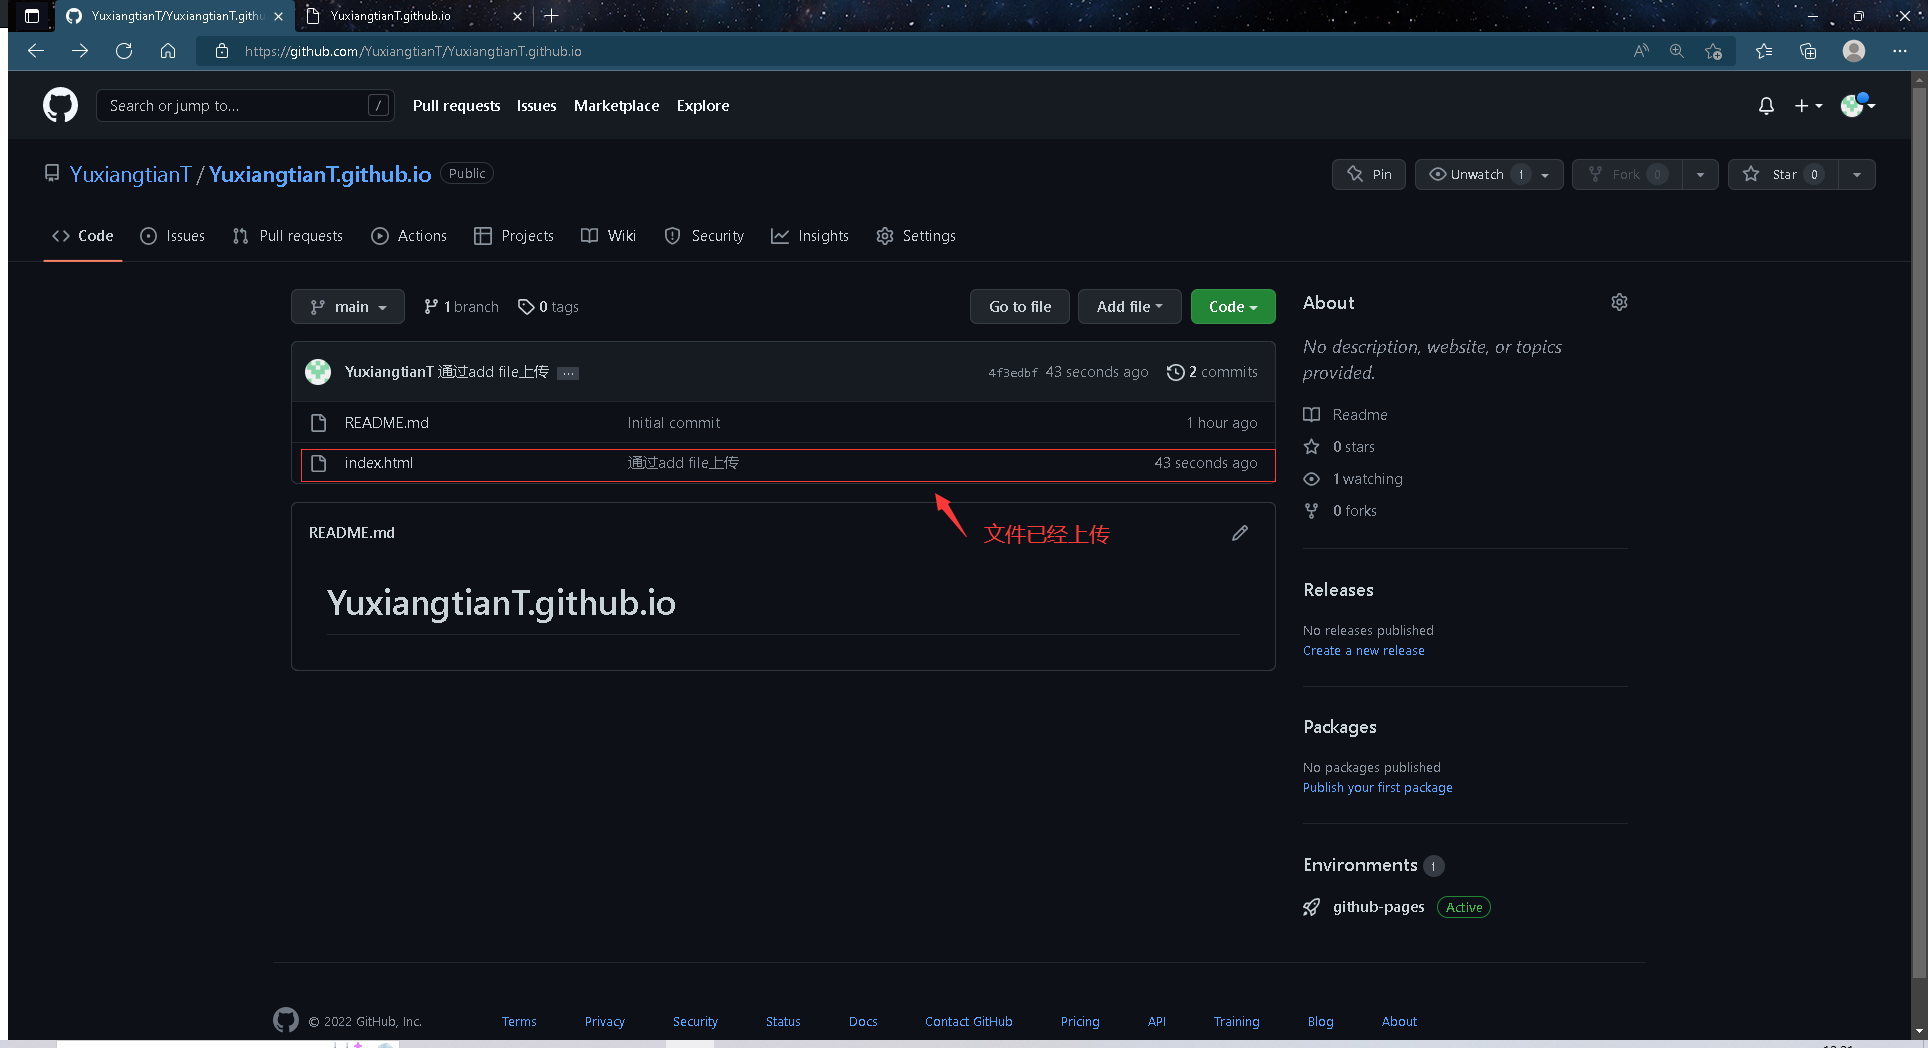 YuxiangtianT/YuxiangtianT.githu
YuxiangtianT.github.io
https://github.com/YuxiangtianT/YuxiangtianT.github.io
Search or jump to... /
Pull requests Issues Marketplace Explore
YuxiangtianT / YuxiangtianT.github.io Public
Pin Unwatch 1 Fork 0 Star 0
Code Issues Pull requests Actions Projects Wiki Security Insights Settings
main 1 branch 0 tags Go to file Add file Code
YuxiangtianT 通过add file上传 ... 4f3edbf 43 seconds ago 2 commits
README.md Initial commit 1 hour ago
index.html 通过add file上传 43 seconds ago
文件已经上传
README.md
YuxiangtianT.github.io
About
No description, website, or topics
provided.
Readme
0 stars
1 watching
0 forks
Releases
No releases published
Create a new release
Packages
No packages published
Publish your first package
Environments 1
github-pages Active
© 2022 GitHub, Inc. Terms Privacy Security Status Docs Contact GitHub Pricing API Training Blog About